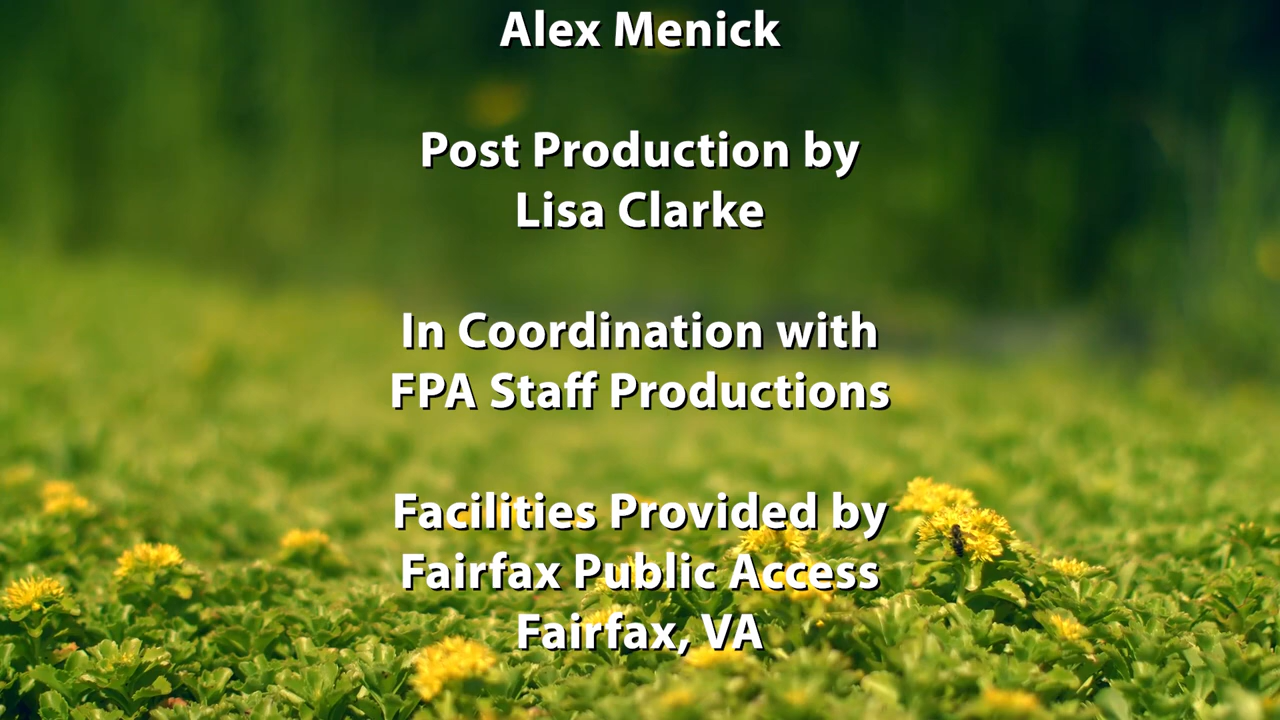 Alex Menick
Post Production by
Lisa Clarke
In Coordination with
FPA Staff Productions
Facilities Provided by
Fairfax Public Access
Fairfax, VA